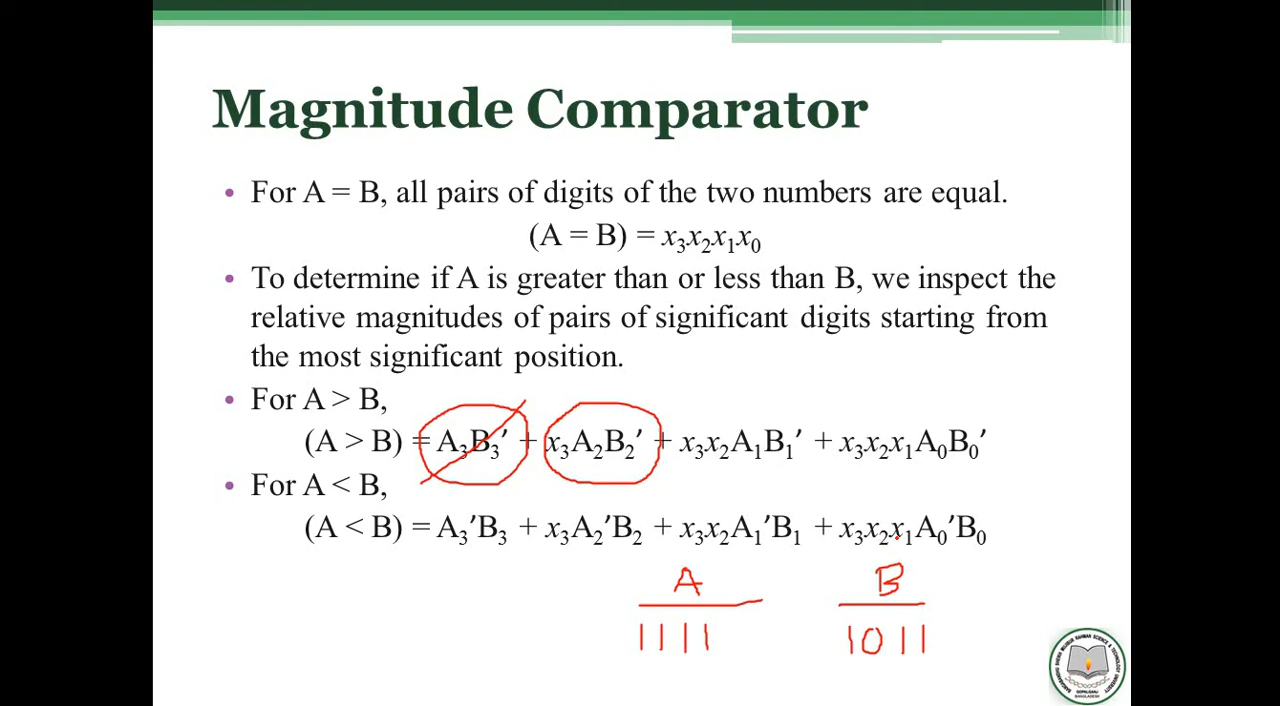 Magnitude Comparator
• For A = B, all pairs of digits of the two numbers are equal.
(A = B) = x₃x₂x₁x₀
• To determine if A is greater than or less than B, we inspect the
relative magnitudes of pairs of significant digits starting from
the most significant position.
• For A > B,
(A > B) = A₃B₃′ + x₃A₂B₂′ + x₃x₂A₁B₁′ + x₃x₂x₁A₀B₀′
• For A < B,
(A < B) = A₃′B₃ + x₃A₂′B₂ + x₃x₂A₁′B₁ + x₃x₂x₁A₀′B₀
A B
1111 1011
GOPALGANJ
BANGLADESH